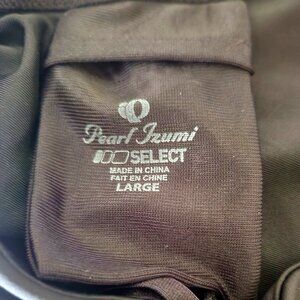 Pearl Izumi
SELECT
MADE IN CHINA
FAIT EN CHINE
LARGE